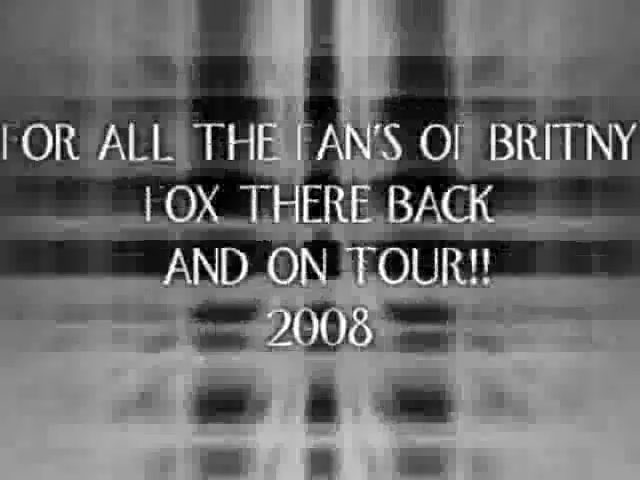 FOR ALL THE FAN'S OF BRITNY
FOX THERE BACK
AND ON TOUR!!
2008